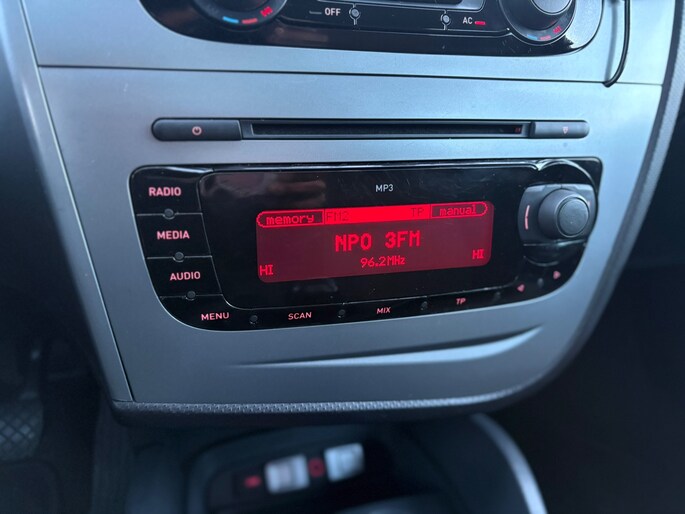 OFF
AC
MP3
RADIO
MEDIA
AUDIO
memory
TP
manual
NPO 3FM
96.2MHz
HI
HI
MENU
SCAN
MIX
TP